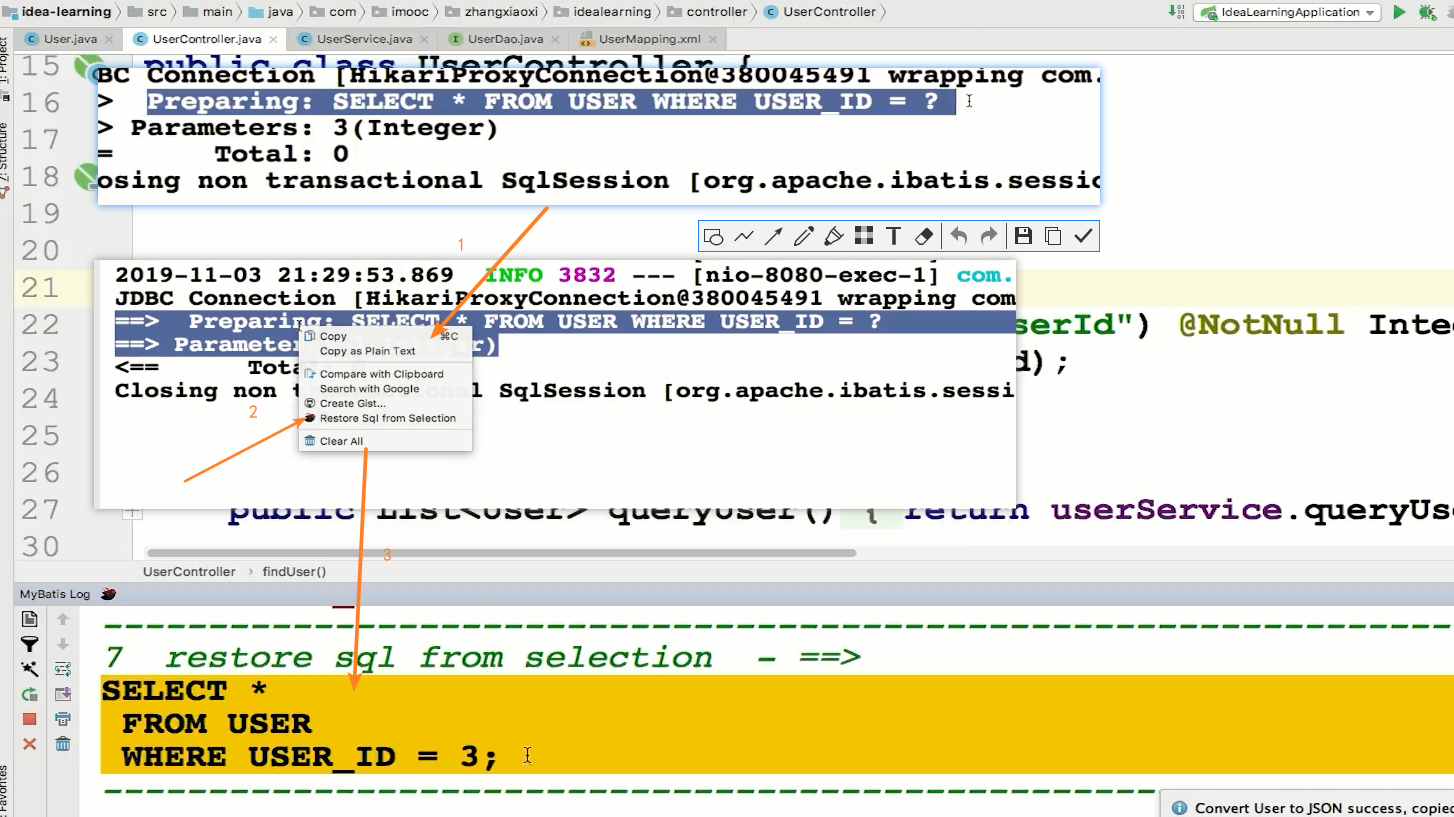 idea-learning src main java com imooc zhangxiaoxi idealearning controller UserController IdeaLearningApplication
User.java UserController.java UserService.java UserDao.java UserMapping.xml
1: Project
7: Structure
Favorites
15 public class UserController {
BC Connection [HikariProxyConnection@380045491 wrapping com.
16
> Preparing: SELECT * FROM USER WHERE USER_ID = ?
> Parameters: 3(Integer)
17
= Total: 0
18
osing non transactional SqlSession [org.apache.ibatis.sessic
19
20
1
2019-11-03 21:29:53.869 INFO 3832 --- [nio-8080-exec-1] com.
21
JDBC Connection [HikariProxyConnection@380045491 wrapping com
22
==> Preparing: SELECT * FROM USER WHERE USER_ID = ?
serId") @NotNull Inte
==> Paramete r)
23
d);
<==
Closing non t nal SqlSession [org.apache.ibatis.sessi
24
Copy ⌘C
Copy as Plain Text
Compare with Clipboard
Search with Google
Create Gist...
Restore Sql from Selection
Clear All
2
25
26
27 public List<User> queryUser() { return userService.queryUs
30
3
UserController findUser()
MyBatis Log
7 restore sql from selection - ==>
SELECT *
FROM USER
WHERE USER_ID = 3;
Convert User to JSON success, copied